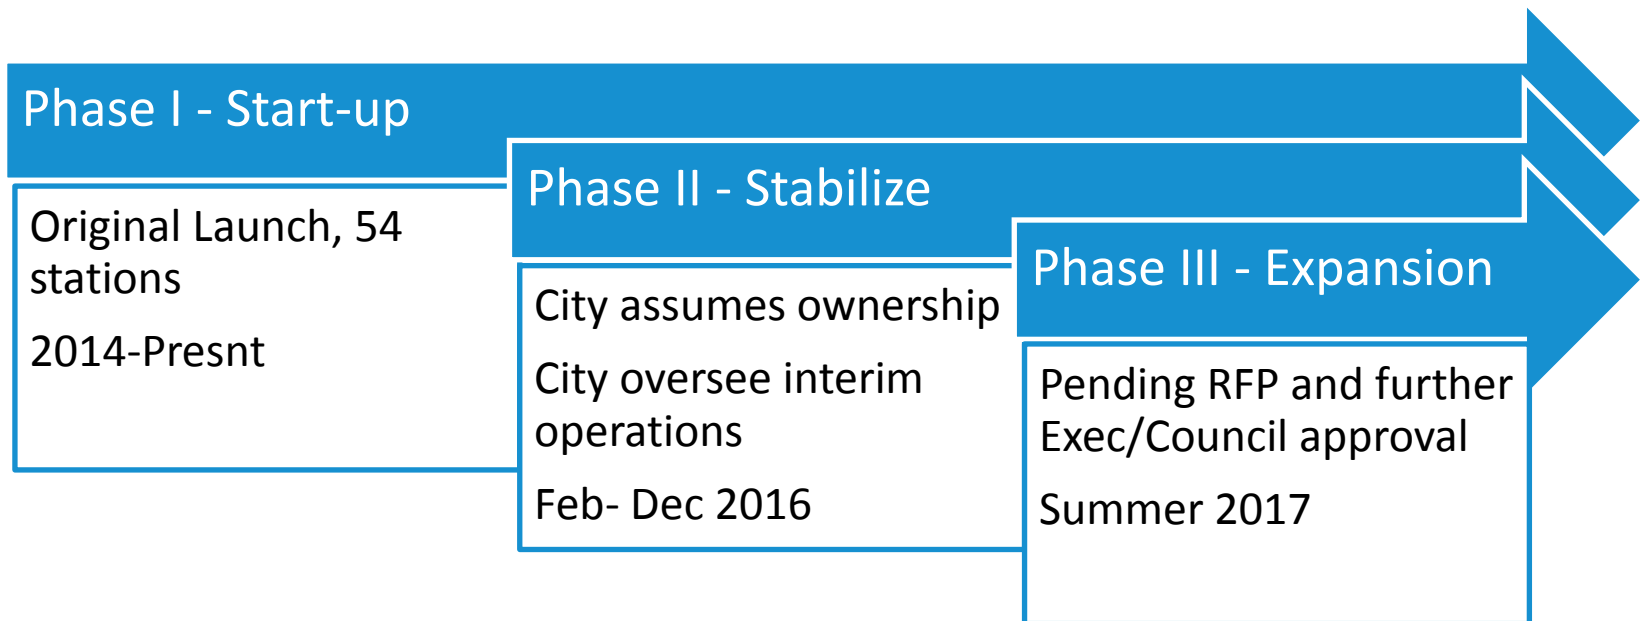 Phase I - Start-up
Original Launch, 54
stations
2014-Presnt
Phase II - Stabilize
City assumes ownership
City oversee interim
operations
Feb- Dec 2016
Phase III - Expansion
Pending RFP and further
Exec/Council approval
Summer 2017